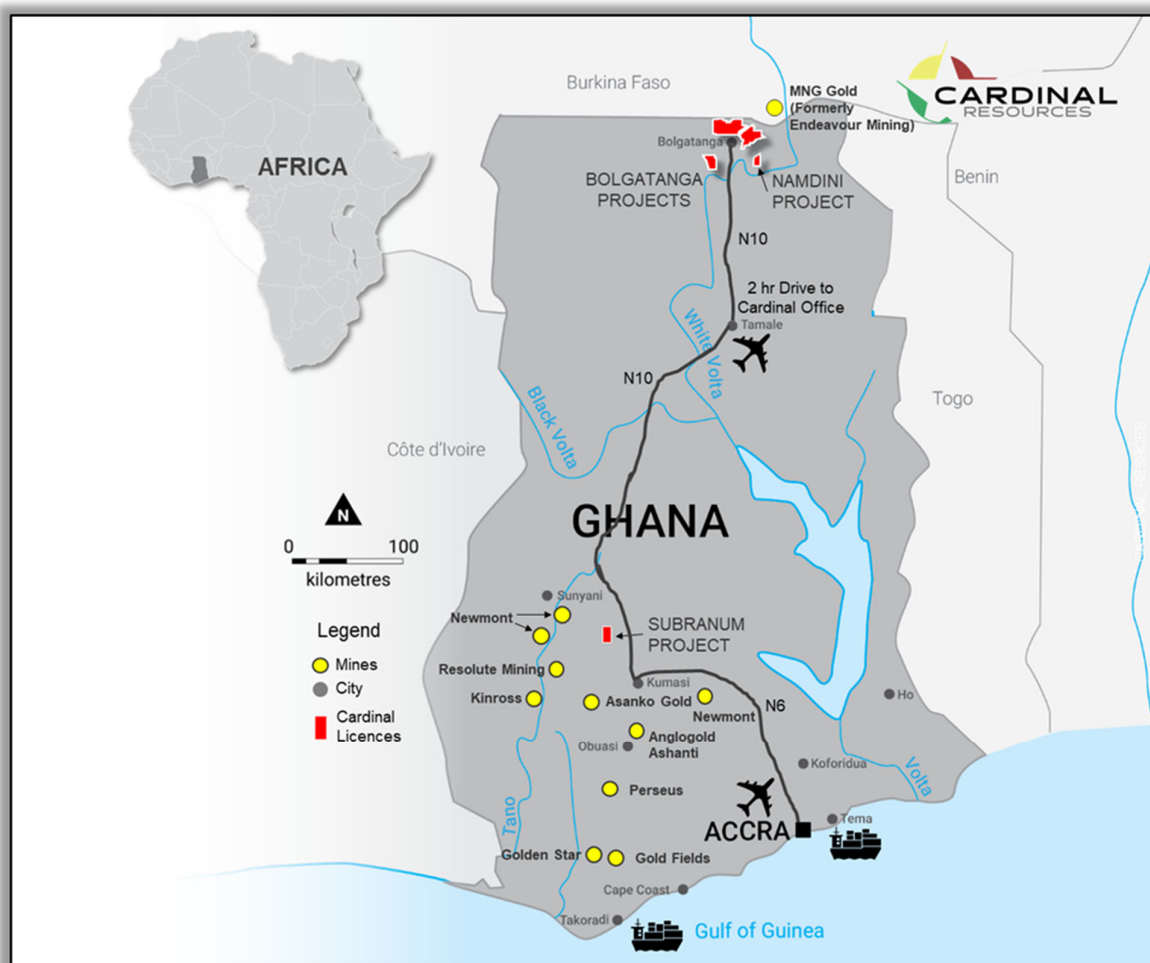 Burkina Faso
MNG Gold
(Formerly
Endeavour Mining)
CARDINAL
RESOURCES
AFRICA
Bolgatanga
BOLGATANGA
PROJECTS
NAMDINI
PROJECT
Benin
N10
2 hr Drive to
Cardinal Office
Tamale
White Volta
N10
Togo
Black Volta
Côte d'Ivoire
GHANA
N
0 100
kilometres
Sunyani
Newmont
SUBRANUM
PROJECT
Legend
Mines
City
Cardinal
Licences
Resolute Mining
Kinross
Kumasi
Asanko Gold
Newmont
N6
Ho
Obuasi
Anglogold
Ashanti
Koforidua
Volta
Perseus
Tano
ACCRA
Tema
Golden Star
Gold Fields
Cape Coast
Takoradi
Gulf of Guinea